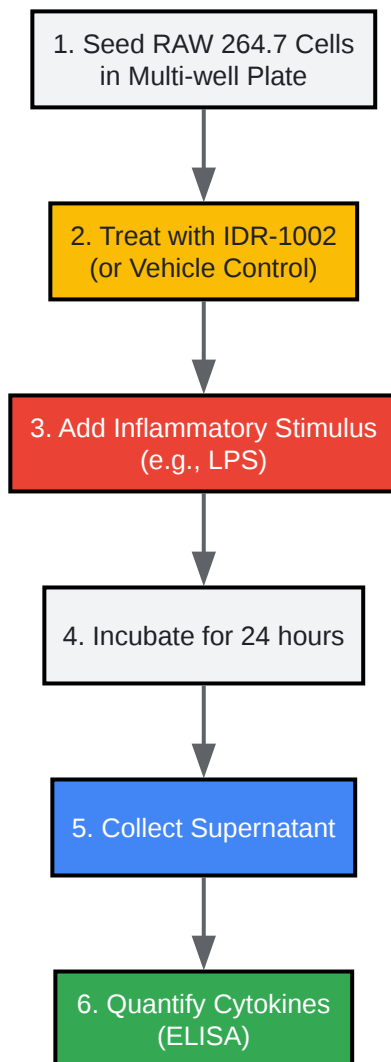 1. Seed RAW 264.7 Cells
in Multi-well Plate
2. Treat with IDR-1002
(or Vehicle Control)
3. Add Inflammatory Stimulus
(e.g., LPS)
4. Incubate for 24 hours
5. Collect Supernatant
6. Quantify Cytokines
(ELISA)